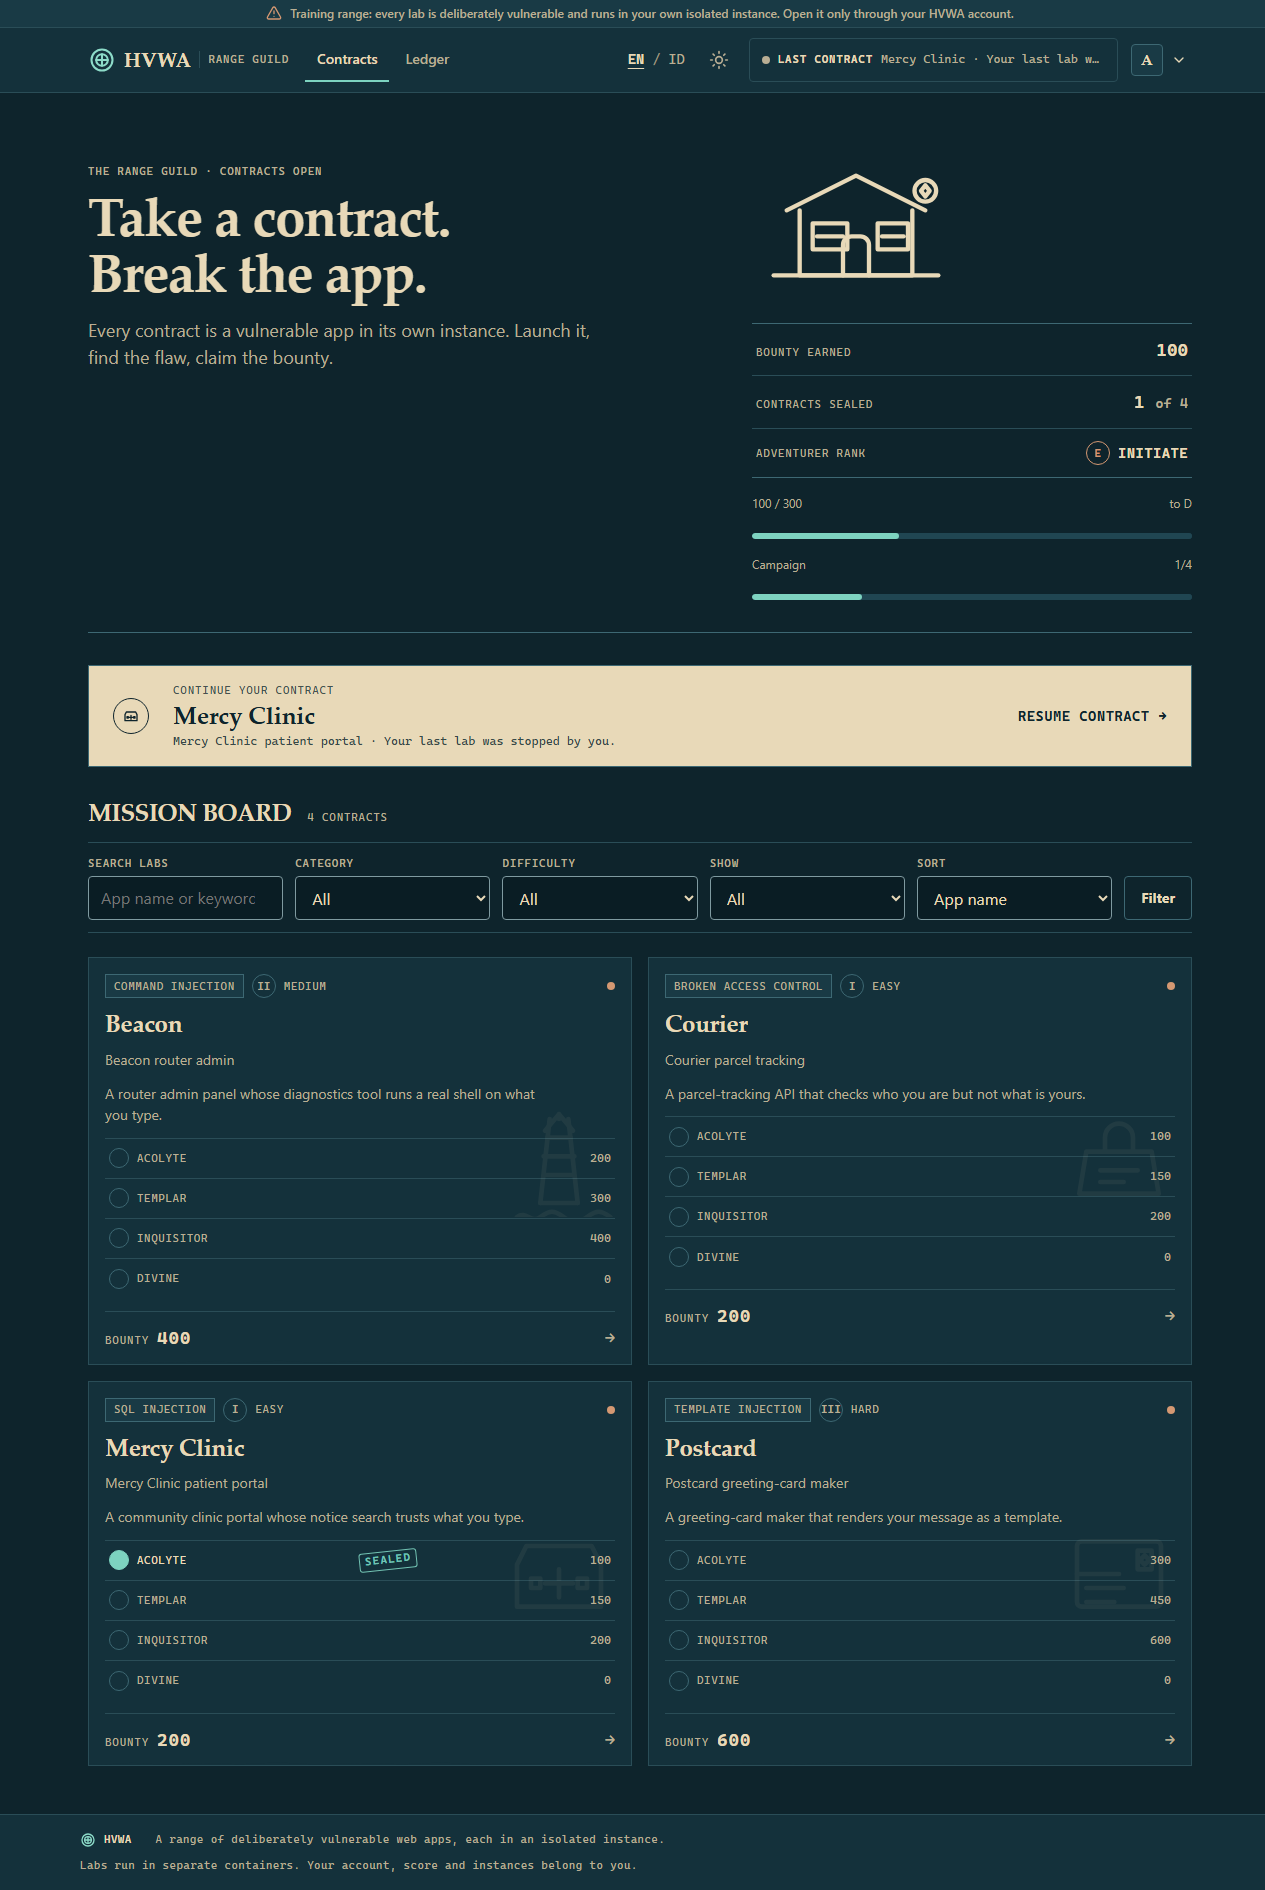 Training range: every lab is deliberately vulnerable and runs in your own isolated instance. Open it only through your HVWA account.
HVWA RANGE GUILD Contracts Ledger EN / ID LAST CONTRACT Mercy Clinic · Your last lab w… A
THE RANGE GUILD · CONTRACTS OPEN
Take a contract.
Break the app.
Every contract is a vulnerable app in its own instance. Launch it,
find the flaw, claim the bounty.
BOUNTY EARNED 100
CONTRACTS SEALED 1 of 4
ADVENTURER RANK E INITIATE
100 / 300 to D
Campaign 1/4
CONTINUE YOUR CONTRACT
Mercy Clinic
Mercy Clinic patient portal · Your last lab was stopped by you.
RESUME CONTRACT →
MISSION BOARD 4 CONTRACTS
SEARCH LABS CATEGORY DIFFICULTY SHOW SORT
App name or keyworc All All All App name Filter
COMMAND INJECTION II MEDIUM
Beacon
Beacon router admin
A router admin panel whose diagnostics tool runs a real shell on what
you type.
ACOLYTE 200
TEMPLAR 300
INQUISITOR 400
DIVINE 0
BOUNTY 400 →
BROKEN ACCESS CONTROL I EASY
Courier
Courier parcel tracking
A parcel-tracking API that checks who you are but not what is yours.
ACOLYTE 100
TEMPLAR 150
INQUISITOR 200
DIVINE 0
BOUNTY 200 →
SQL INJECTION I EASY
Mercy Clinic
Mercy Clinic patient portal
A community clinic portal whose notice search trusts what you type.
ACOLYTE SEALED 100
TEMPLAR 150
INQUISITOR 200
DIVINE 0
BOUNTY 200 →
TEMPLATE INJECTION III HARD
Postcard
Postcard greeting-card maker
A greeting-card maker that renders your message as a template.
ACOLYTE 300
TEMPLAR 450
INQUISITOR 600
DIVINE 0
BOUNTY 600 →
HVWA A range of deliberately vulnerable web apps, each in an isolated instance.
Labs run in separate containers. Your account, score and instances belong to you.